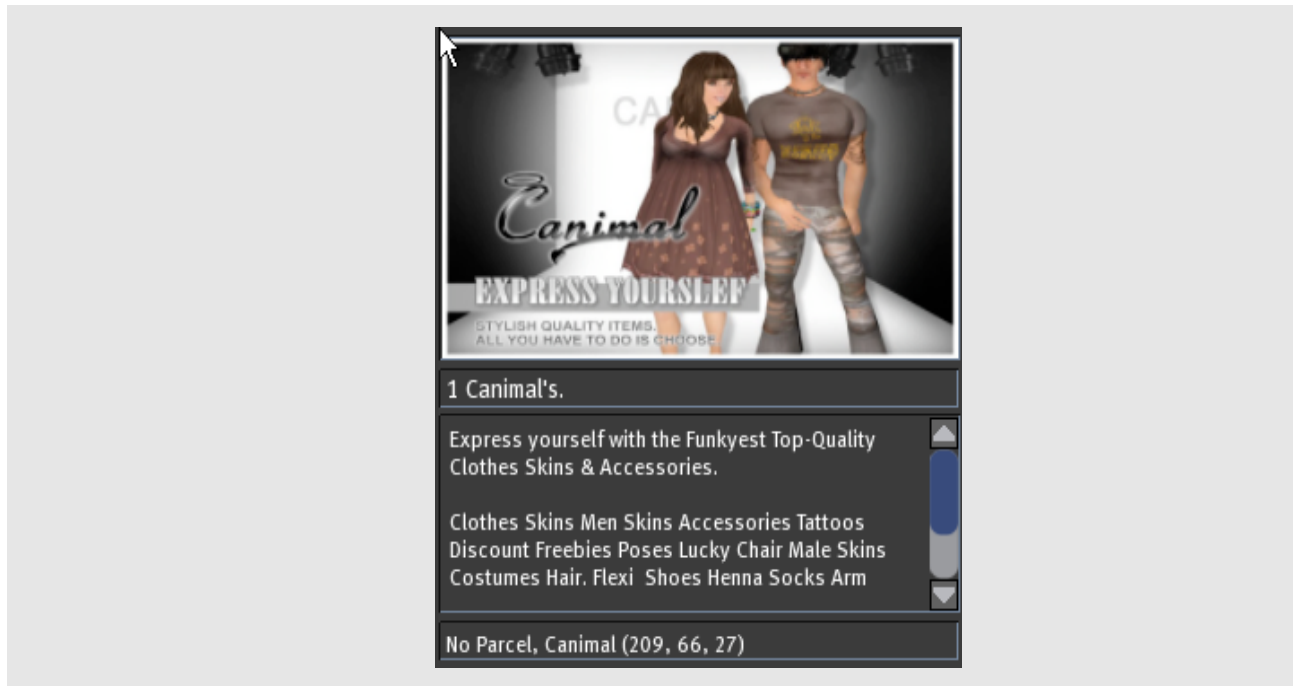 CA
Canimal
EXPRESS YOURSLEF
STYLISH QUALITY ITEMS.
ALL YOU HAVE TO DO IS CHOOSE
1 Canimal's.
Express yourself with the Funkyest Top-Quality
Clothes Skins & Accessories.
Clothes Skins Men Skins Accessories Tattoos
Discount Freebies Poses Lucky Chair Male Skins
Costumes Hair. Flexi  Shoes Henna Socks Arm
No Parcel, Canimal (209, 66, 27)